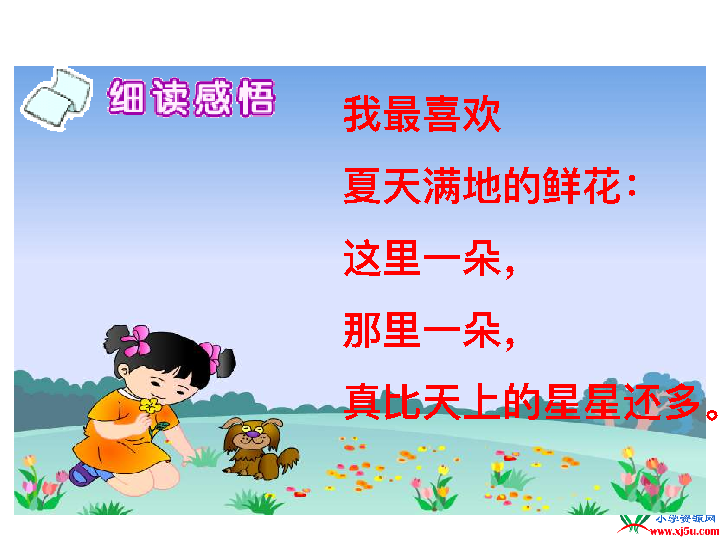 细读感悟
我最喜欢
夏天满地的鲜花：
这里一朵，
那里一朵，
真比天上的星星还多。
小学资源网
www.xj5u.com